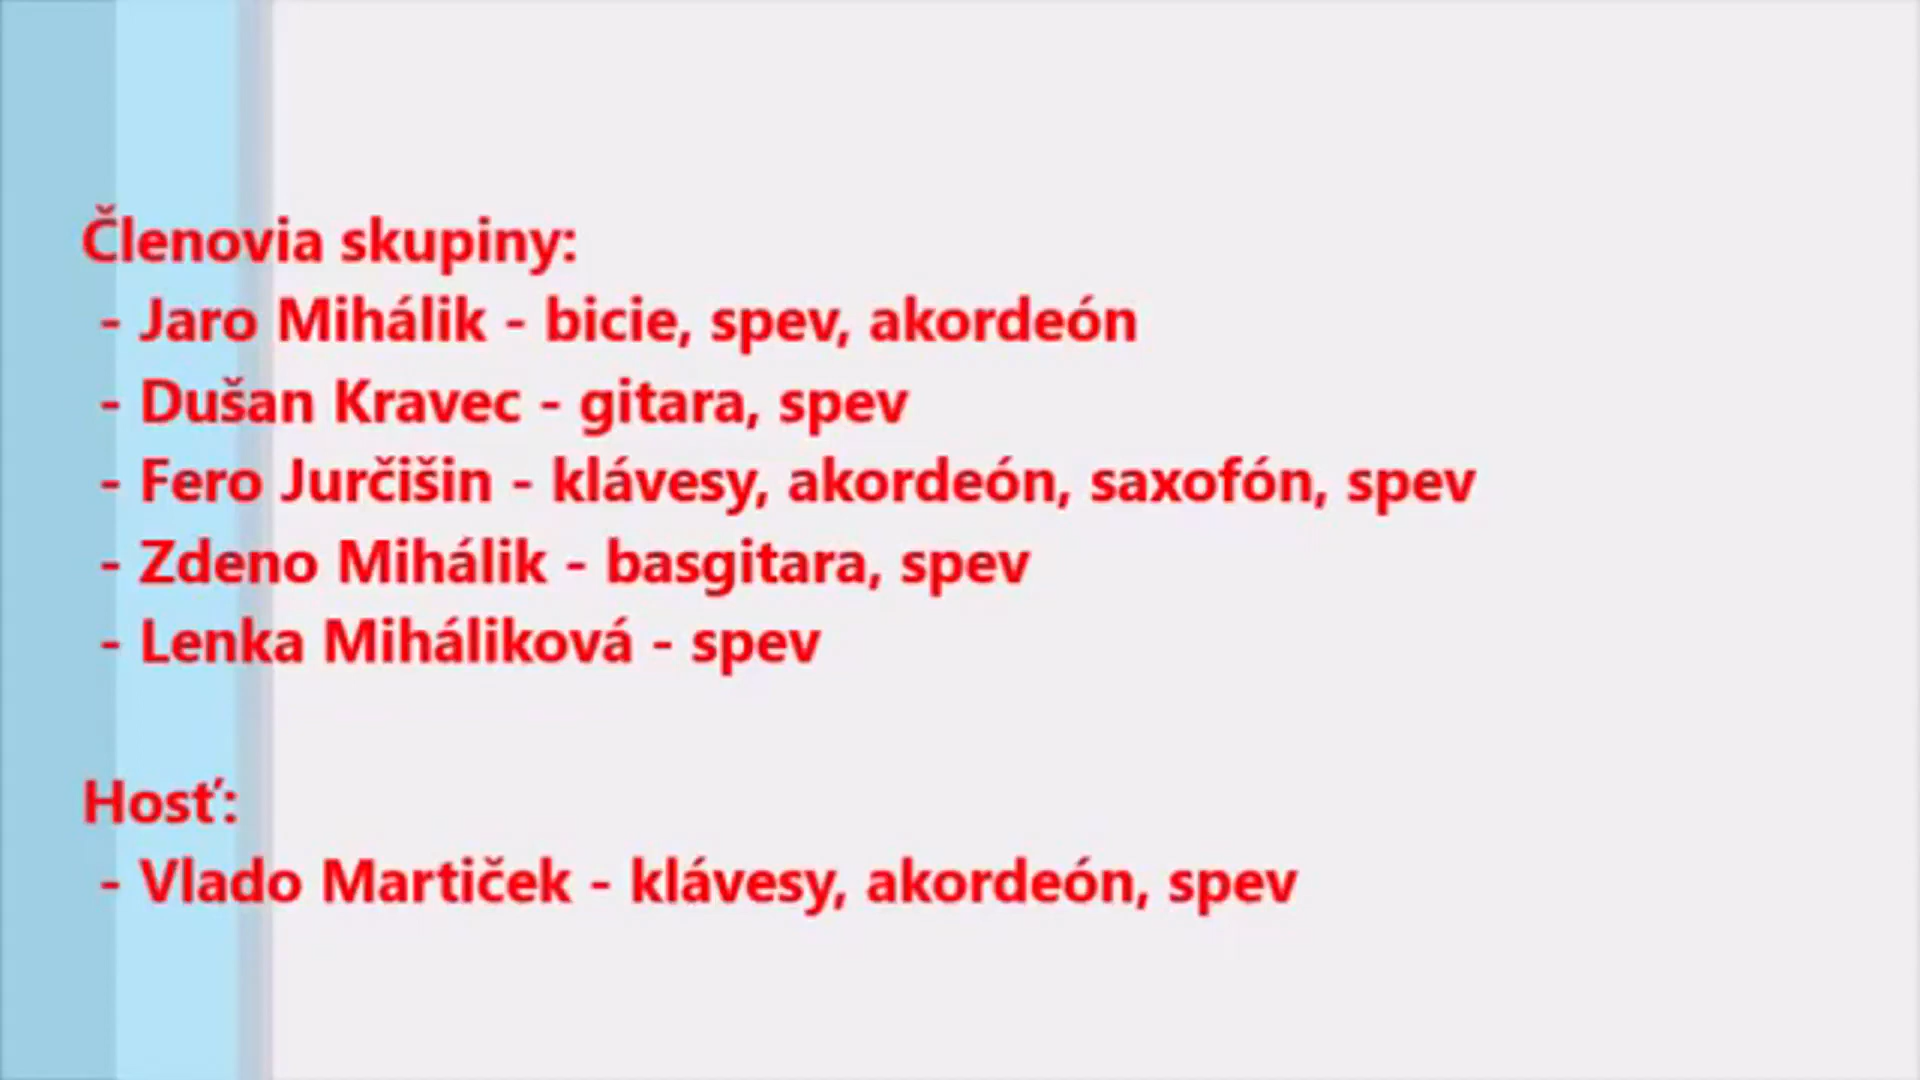 Členovia skupiny:
- Jaro Mihálik - bicie, spev, akordeón
- Dušan Kravec - gitara, spev
- Fero Jurčišin - klávesy, akordeón, saxofón, spev
- Zdeno Mihálik - basgitara, spev
- Lenka Miháliková - spev
Hosť:
- Vlado Martiček - klávesy, akordeón, spev